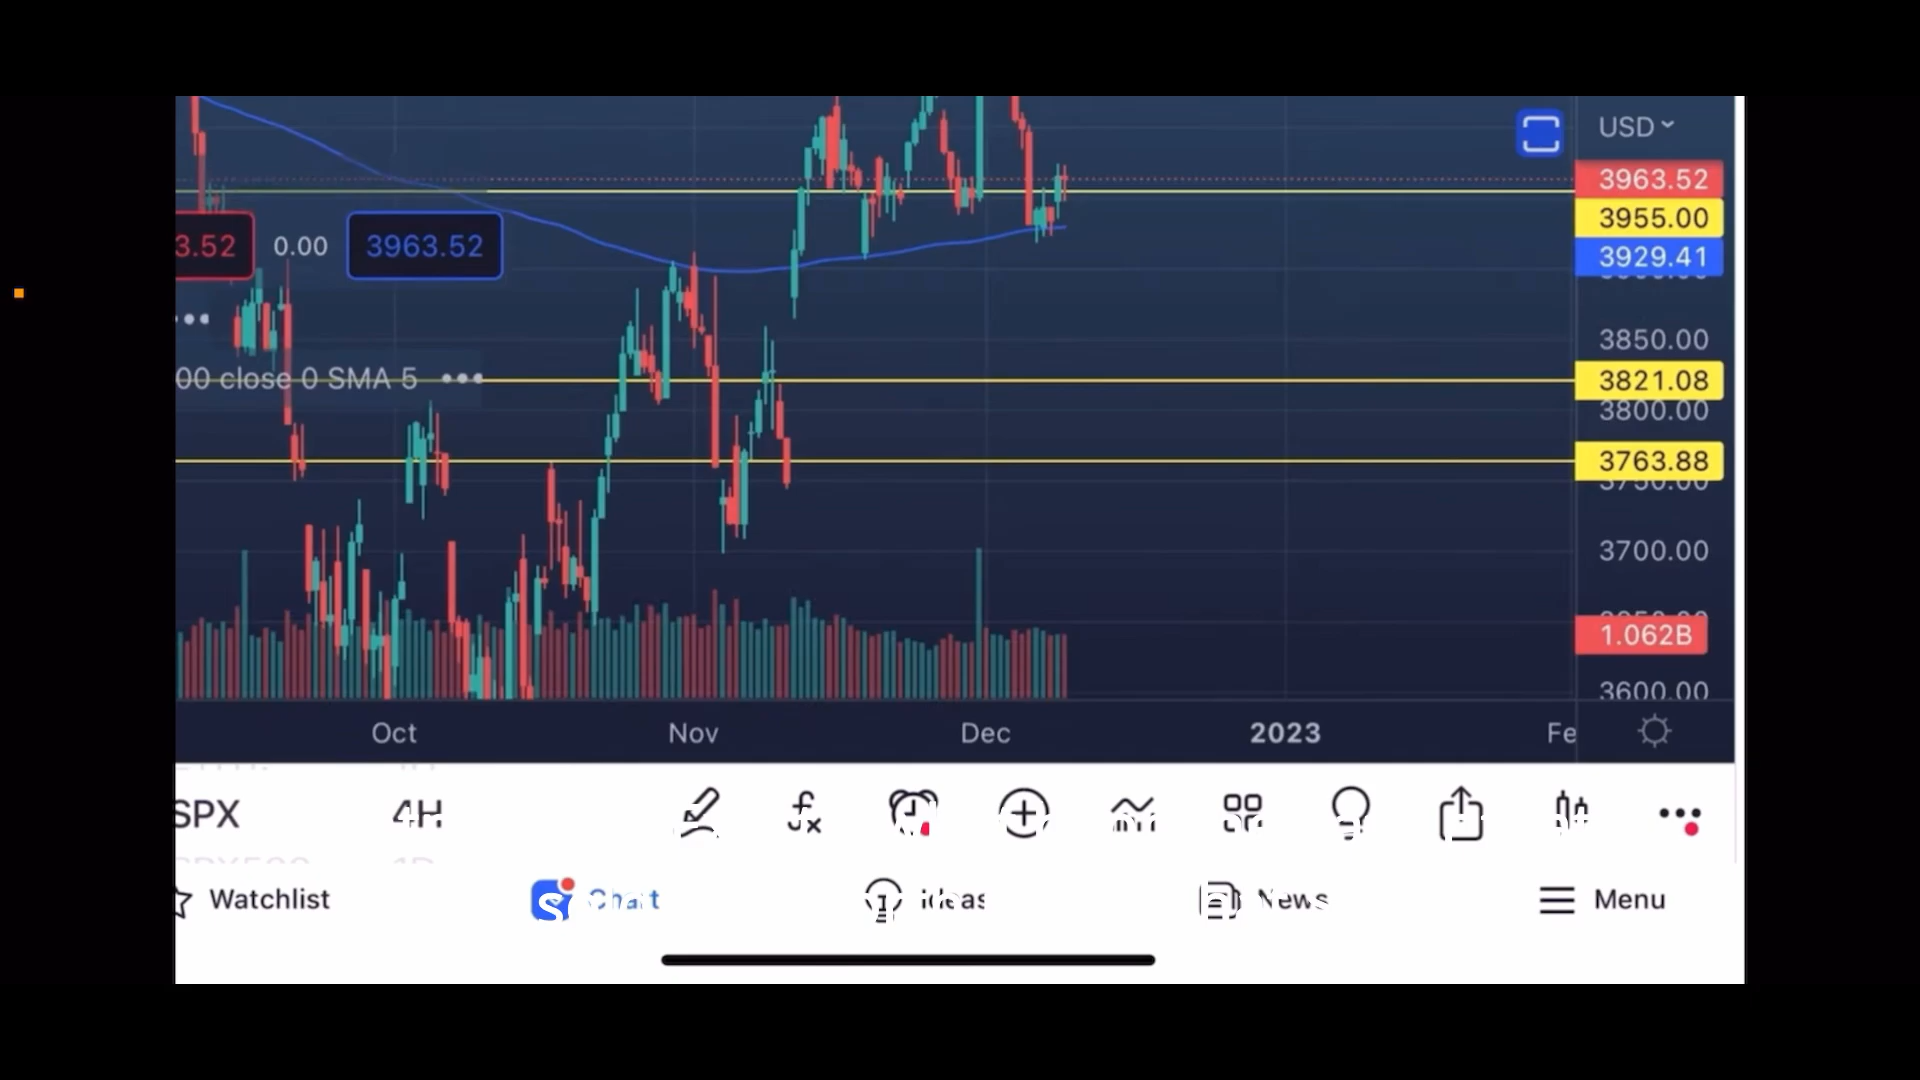 USD
3963.52
3955.00
3.52 0.00 3963.52
3929.41
3850.00
00 close 0 SMA 5
3821.08
3800.00
3763.88
3750.00
3700.00
1.062B
3600.00
Oct Nov Dec 2023 Fe
SPX 4H
Watchlist Chart Ideas News Menu